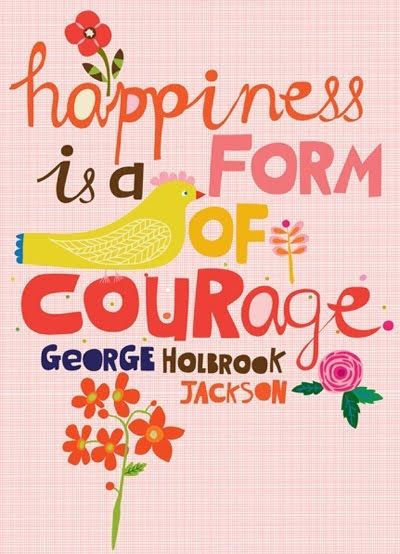 happiness
is a FORM
OF
COURAge.
GEORGE HOLBROOK
JACKSON